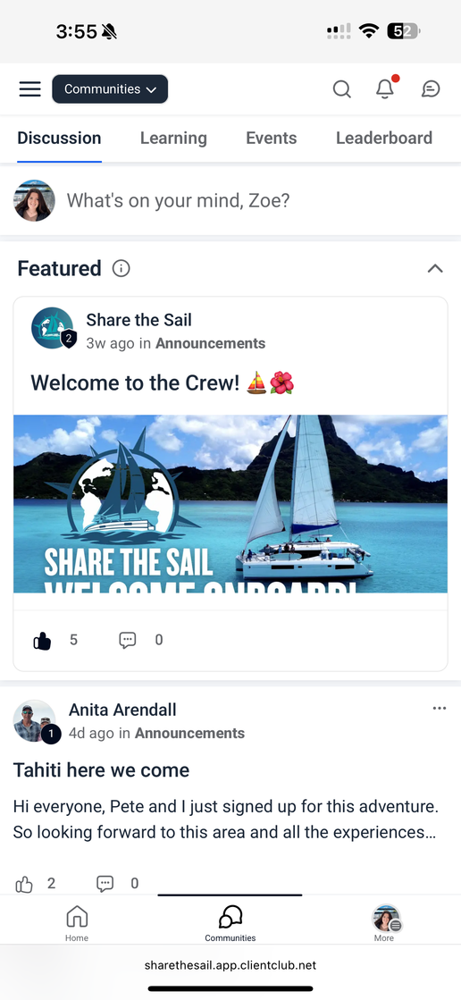 3:55
52
Communities
Discussion
Learning
Events
Leaderboard
What's on your mind, Zoe?
Featured
Share the Sail
2
3w ago in Announcements
Welcome to the Crew! ⛵🌺
SHARE THE SAIL
WELCOME ONBOARD!
5
0
Anita Arendall
1
4d ago in Announcements
Tahiti here we come
Hi everyone, Pete and I just signed up for this adventure.
So looking forward to this area and all the experiences...
2
0
Home
Communities
More
sharethesail.app.clientclub.net